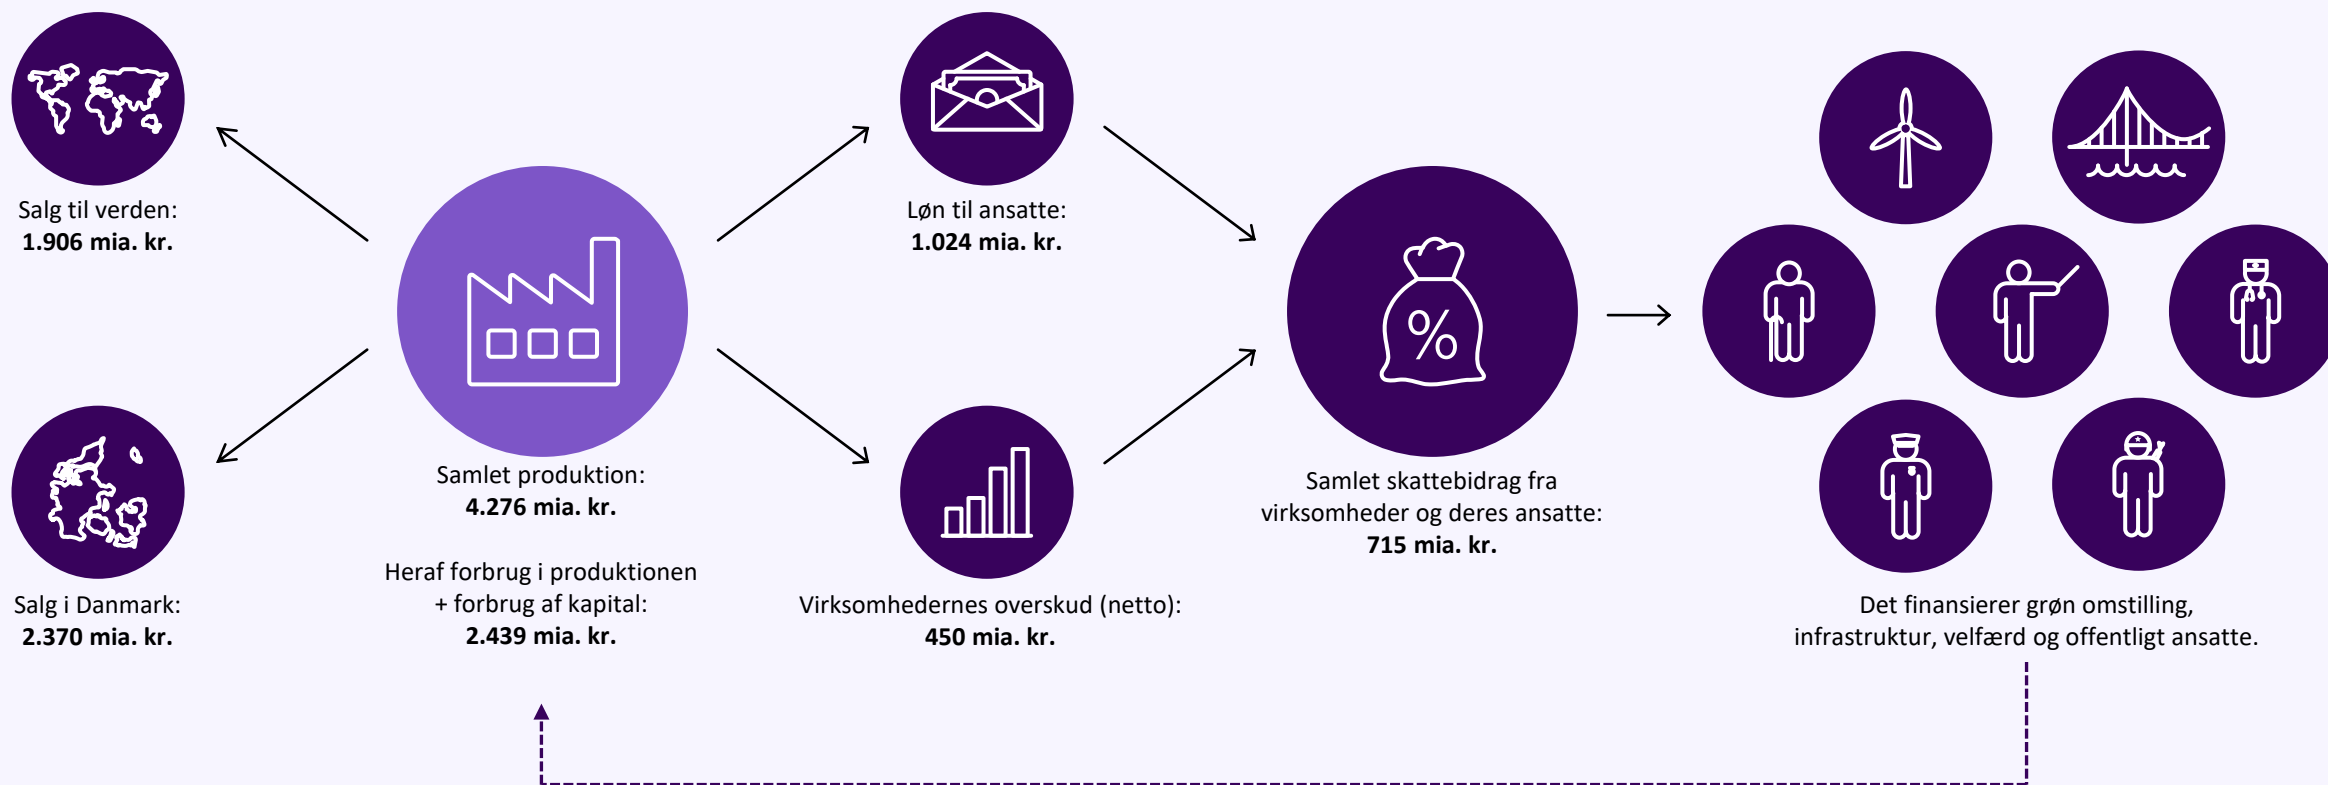 Salg til verden:
1.906 mia. kr.
Salg i Danmark:
2.370 mia. kr.
Samlet produktion:
4.276 mia. kr.
Heraf forbrug i produktionen
+ forbrug af kapital:
2.439 mia. kr.
Løn til ansatte:
1.024 mia. kr.
Virksomhedernes overskud (netto):
450 mia. kr.
%
Samlet skattebidrag fra
virksomheder og deres ansatte:
715 mia. kr.
Det finansierer grøn omstilling,
infrastruktur, velfærd og offentligt ansatte.